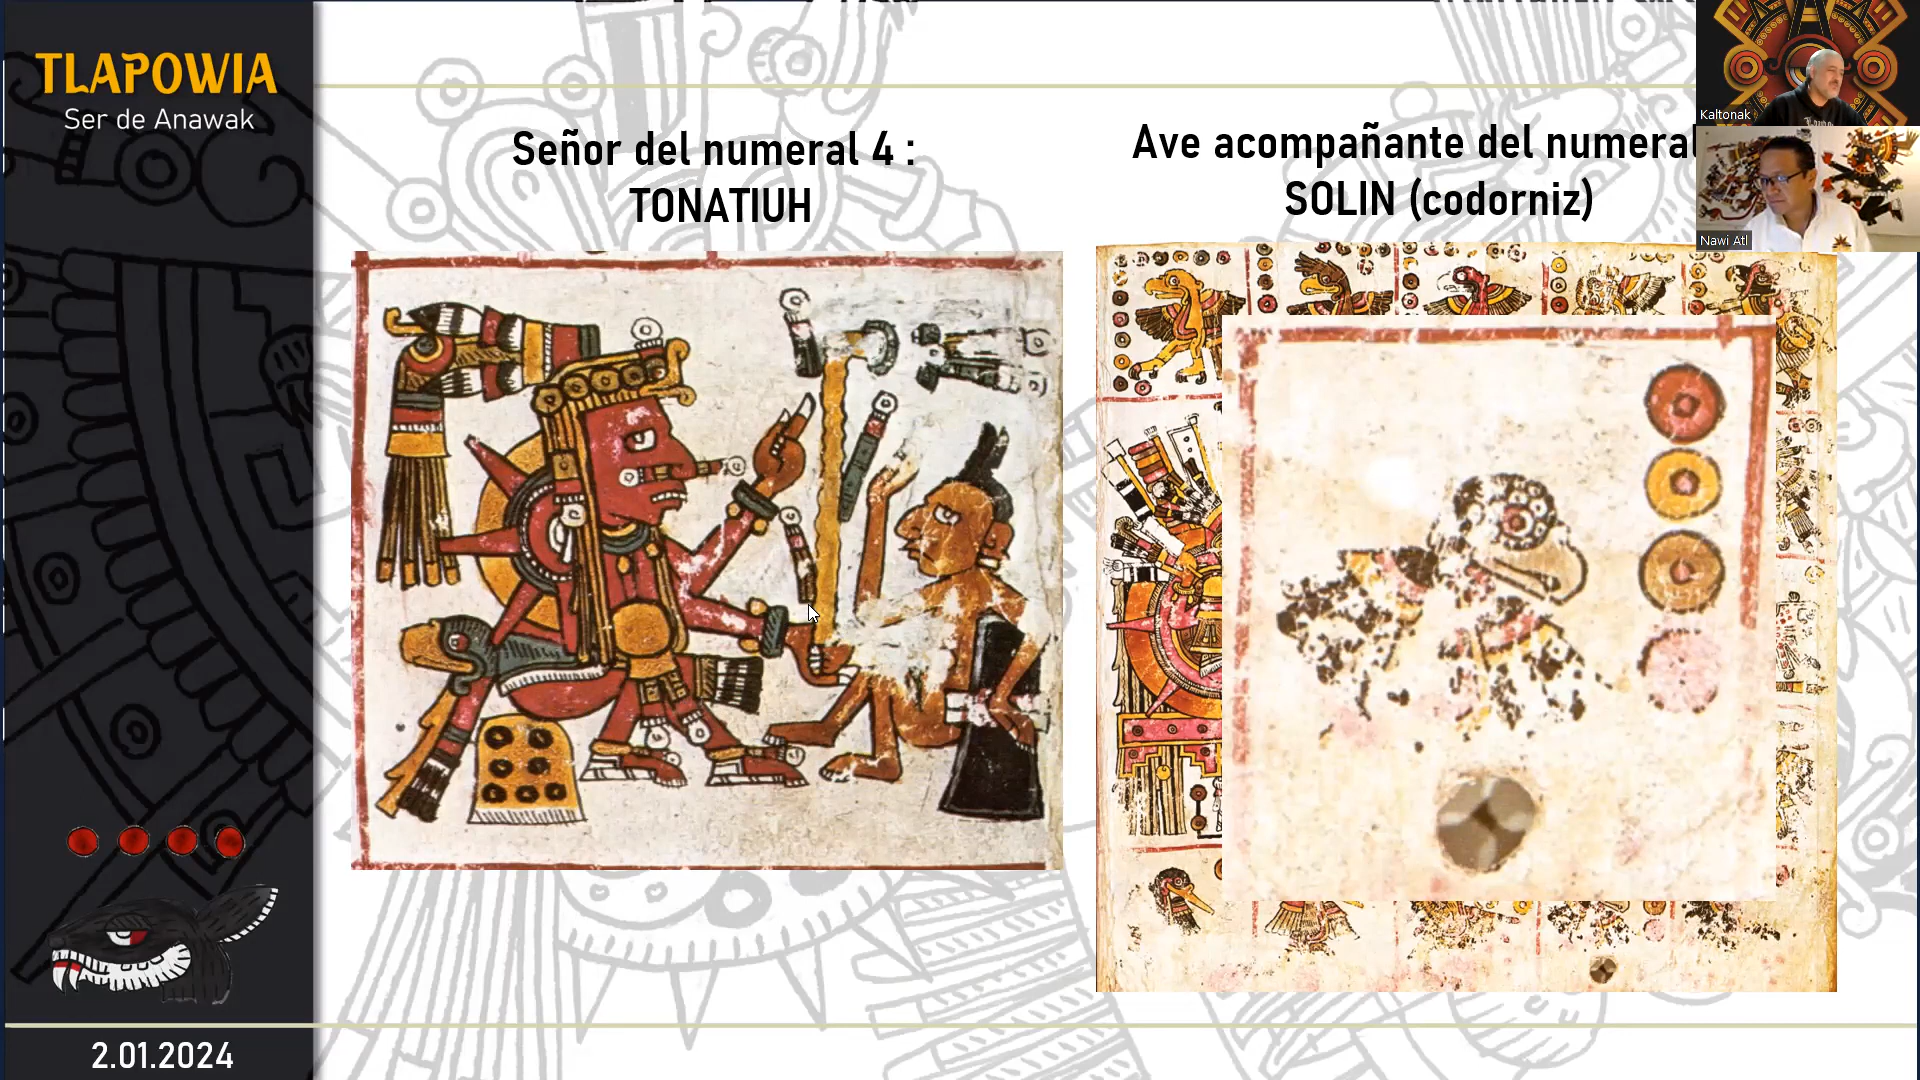 TLAPOWIA
Ser de Anawak
Señor del numeral 4 :
TONATIUH
Ave acompañante del numeral
SOLIN (codorniz)
Kaltonak
Nawi Atl
2.01.2024